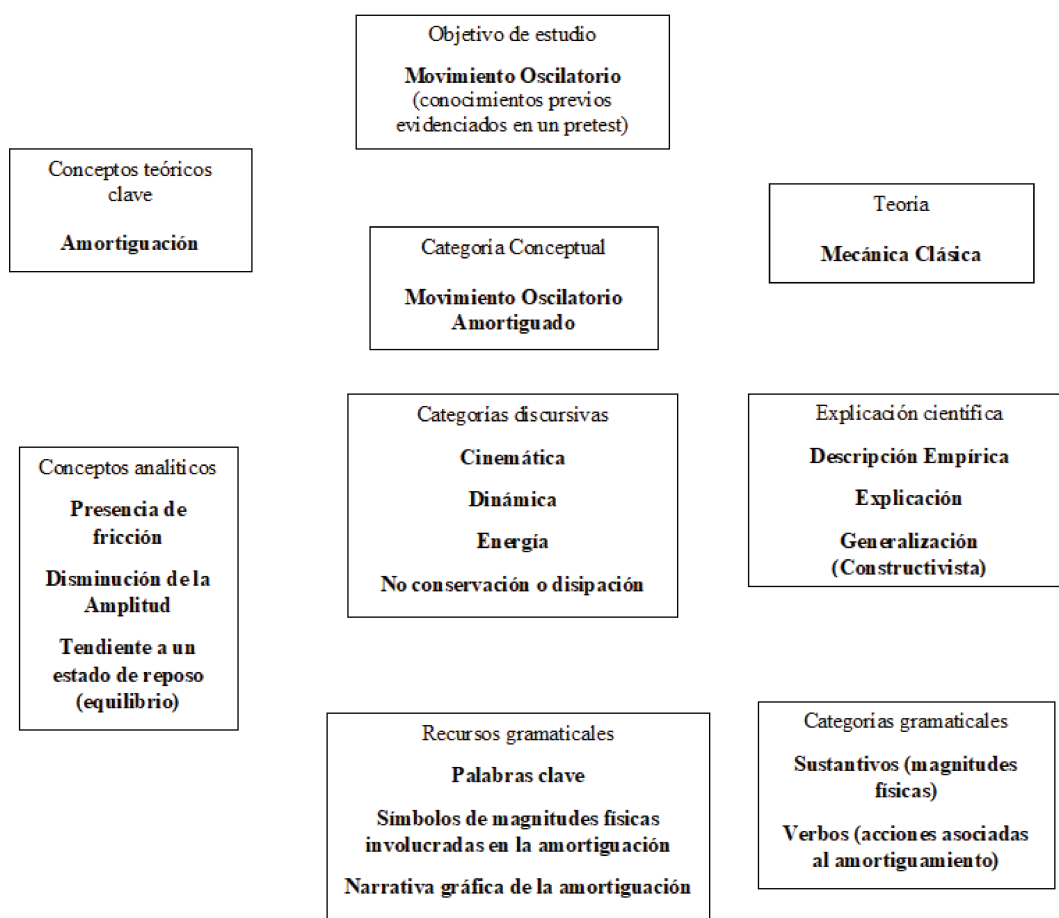 Objetivo de estudio
Movimiento Oscilatorio
(conocimientos previos
evidenciados en un pretest)
Conceptos teóricos
clave
Amortiguación
Categoría Conceptual
Movimiento Oscilatorio
Amortiguado
Teoría
Mecánica Clásica
Conceptos analíticos
Presencia de
fricción
Disminución de la
Amplitud
Tendiente a un
estado de reposo
(equilibrio)
Categorías discursivas
Cinemática
Dinámica
Energía
No conservación o disipación
Explicación científica
Descripción Empírica
Explicación
Generalización
(Constructivista)
Recursos gramaticales
Palabras clave
Símbolos de magnitudes físicas
involucradas en la amortiguación
Narrativa gráfica de la amortiguación
Categorías gramaticales
Sustantivos (magnitudes
físicas)
Verbos (acciones asociadas
al amortiguamiento)